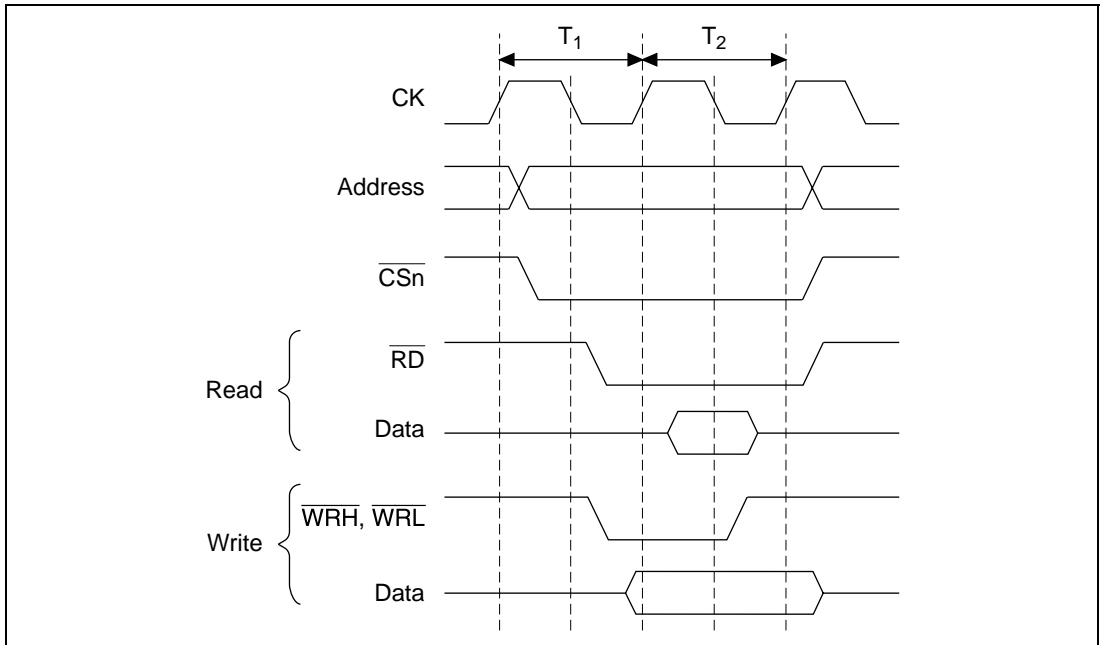 T1 T2
CK
Address
CSn
RD
Read
Data
WRH, WRL
Write
Data